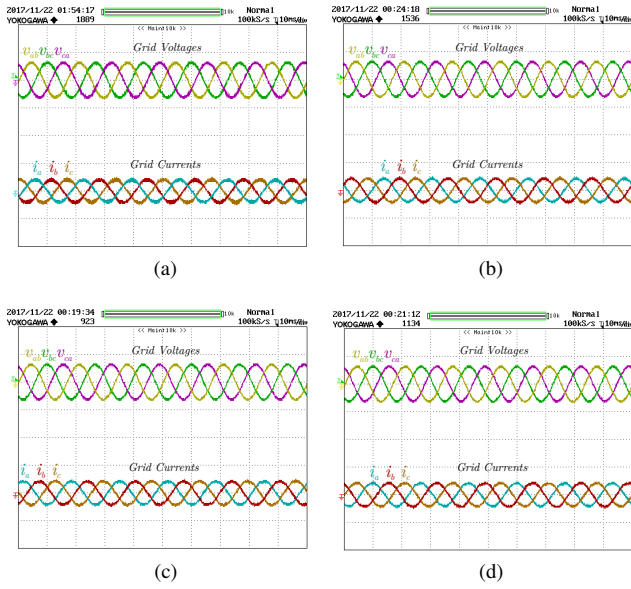 2017/11/22 01:54:17 10k Normal
YOKOGAWA ◆ 1889 100kS/s 10ms/div
<< Main:10k >>
Grid Voltages
v_ab v_bc v_ca
Grid Currents
i_a i_b i_c
(a)
2017/11/22 00:24:18 10k Normal
YOKOGAWA ◆ 1536 100kS/s 10ms/div
<< Main:10k >>
Grid Voltages
v_ab v_bc v_ca
Grid Currents
i_a i_b i_c
(b)
2017/11/22 00:19:34 10k Normal
YOKOGAWA ◆ 923 100kS/s 10ms/div
<< Main:10k >>
Grid Voltages
v_ab v_bc v_ca
Grid Currents
i_a i_b i_c
(c)
2017/11/22 00:21:12 10k Normal
YOKOGAWA ◆ 1134 100kS/s 10ms/div
<< Main:10k >>
Grid Voltages
v_ab v_bc v_ca
Grid Currents
i_a i_b i_c
(d)